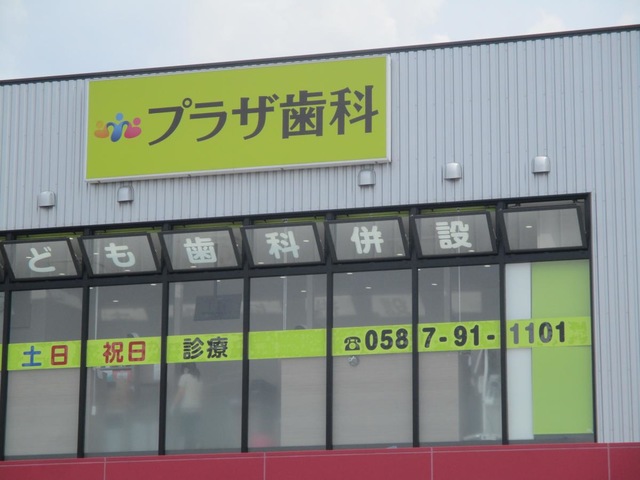 プラザ歯科
ども歯科併設
土日 祝日 診療 ☎0587-91-1101